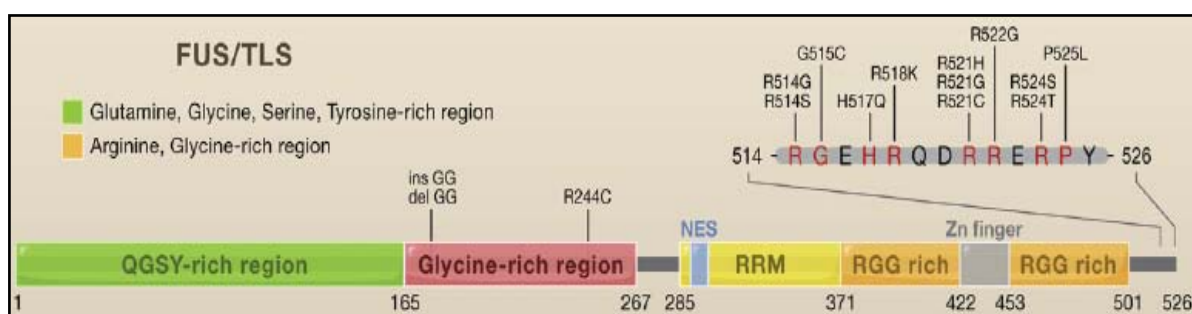 FUS/TLS
Glutamine, Glycine, Serine, Tyrosine-rich region
Arginine, Glycine-rich region
R514G
R514S
G515C
H517Q
R518K
R521H
R521G
R521C
R522G
R524S
R524T
P525L
514 - R G E H R Q D R R E R P Y - 526
ins GG
del GG
R244C
NES
Zn finger
QGSY-rich region
Glycine-rich region
RRM
RGG rich
RGG rich
1 165 267 285 371 422 453 501 526